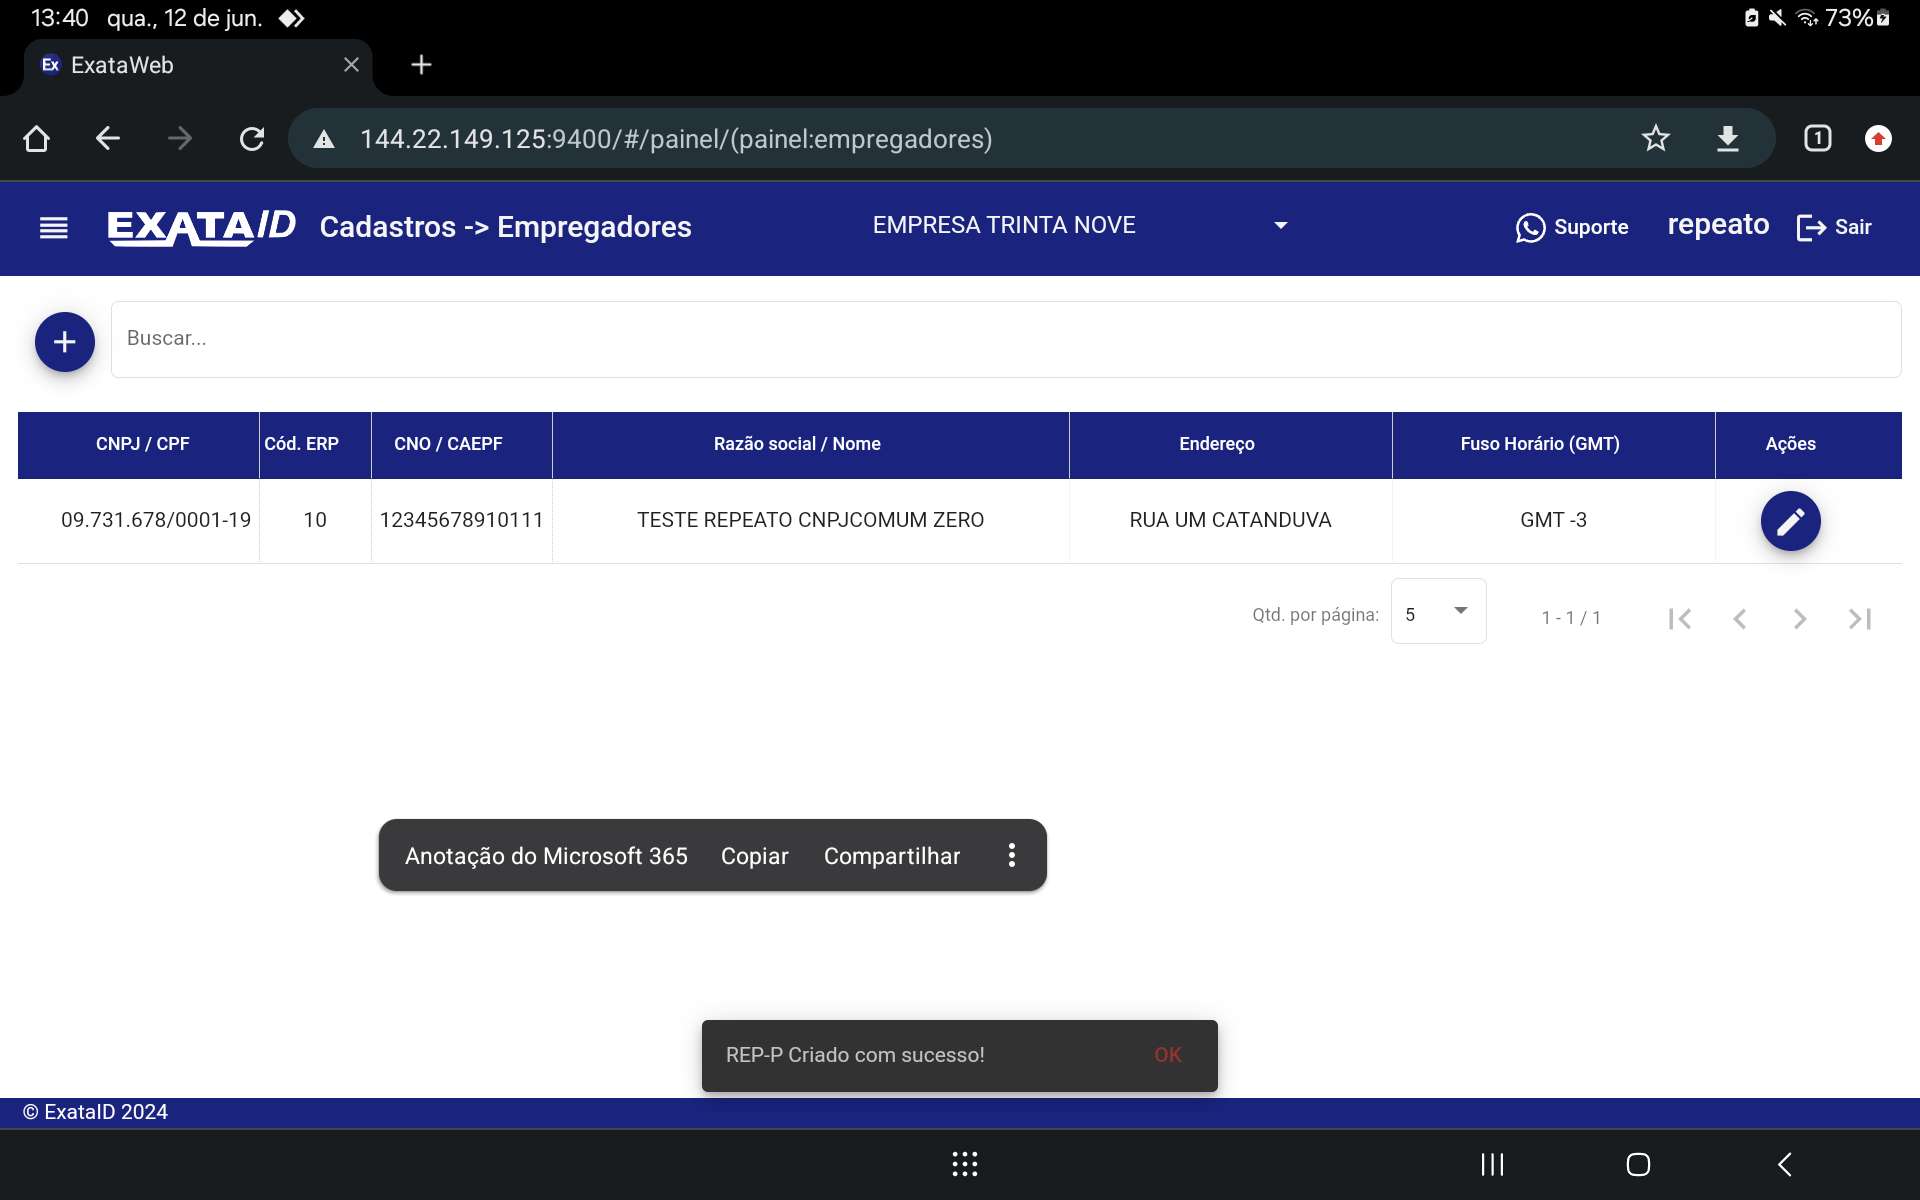 13:40 qua., 12 de jun. 73%
Ex ExataWeb
144.22.149.125:9400/#/painel/(painel:empregadores) 1
EXATAID Cadastros -> Empregadores EMPRESA TRINTA NOVE Suporte repeato Sair
Buscar...
CNPJ / CPF Cód. ERP CNO / CAEPF Razão social / Nome Endereço Fuso Horário (GMT) Ações
09.731.678/0001-19 10 12345678910111 TESTE REPEATO CNPJCOMUM ZERO RUA UM CATANDUVA GMT -3
Qtd. por página: 5 1 - 1 / 1
Anotação do Microsoft 365 Copiar Compartilhar
REP-P Criado com sucesso! OK
© ExataID 2024